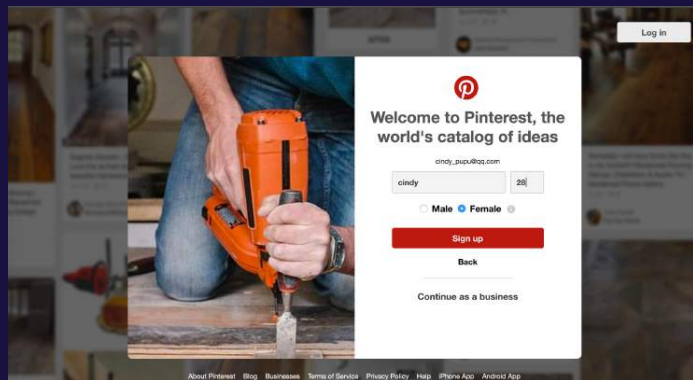 Log in
Welcome to Pinterest, the
world's catalog of ideas
cindy_pupu@qq.com
cindy
28
Male Female
Sign up
Back
Continue as a business
About Pinterest Blog Businesses Terms of Service Privacy Policy Help iPhone App Android App